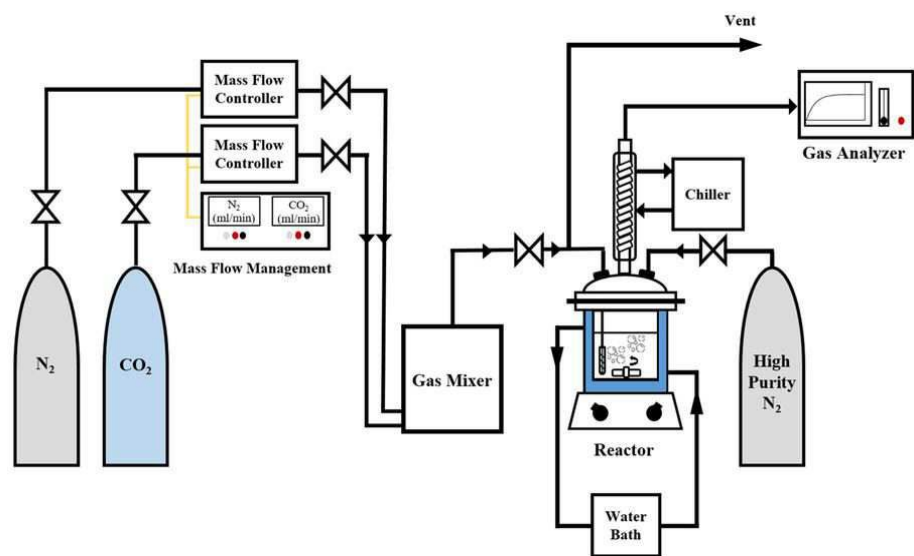 Vent
Mass Flow
Controller
Mass Flow
Controller
Gas Analyzer
Chiller
N₂
(ml/min)
CO₂
(ml/min)
Mass Flow Management
N₂
CO₂
Gas Mixer
High
Purity
N₂
Reactor
Water
Bath